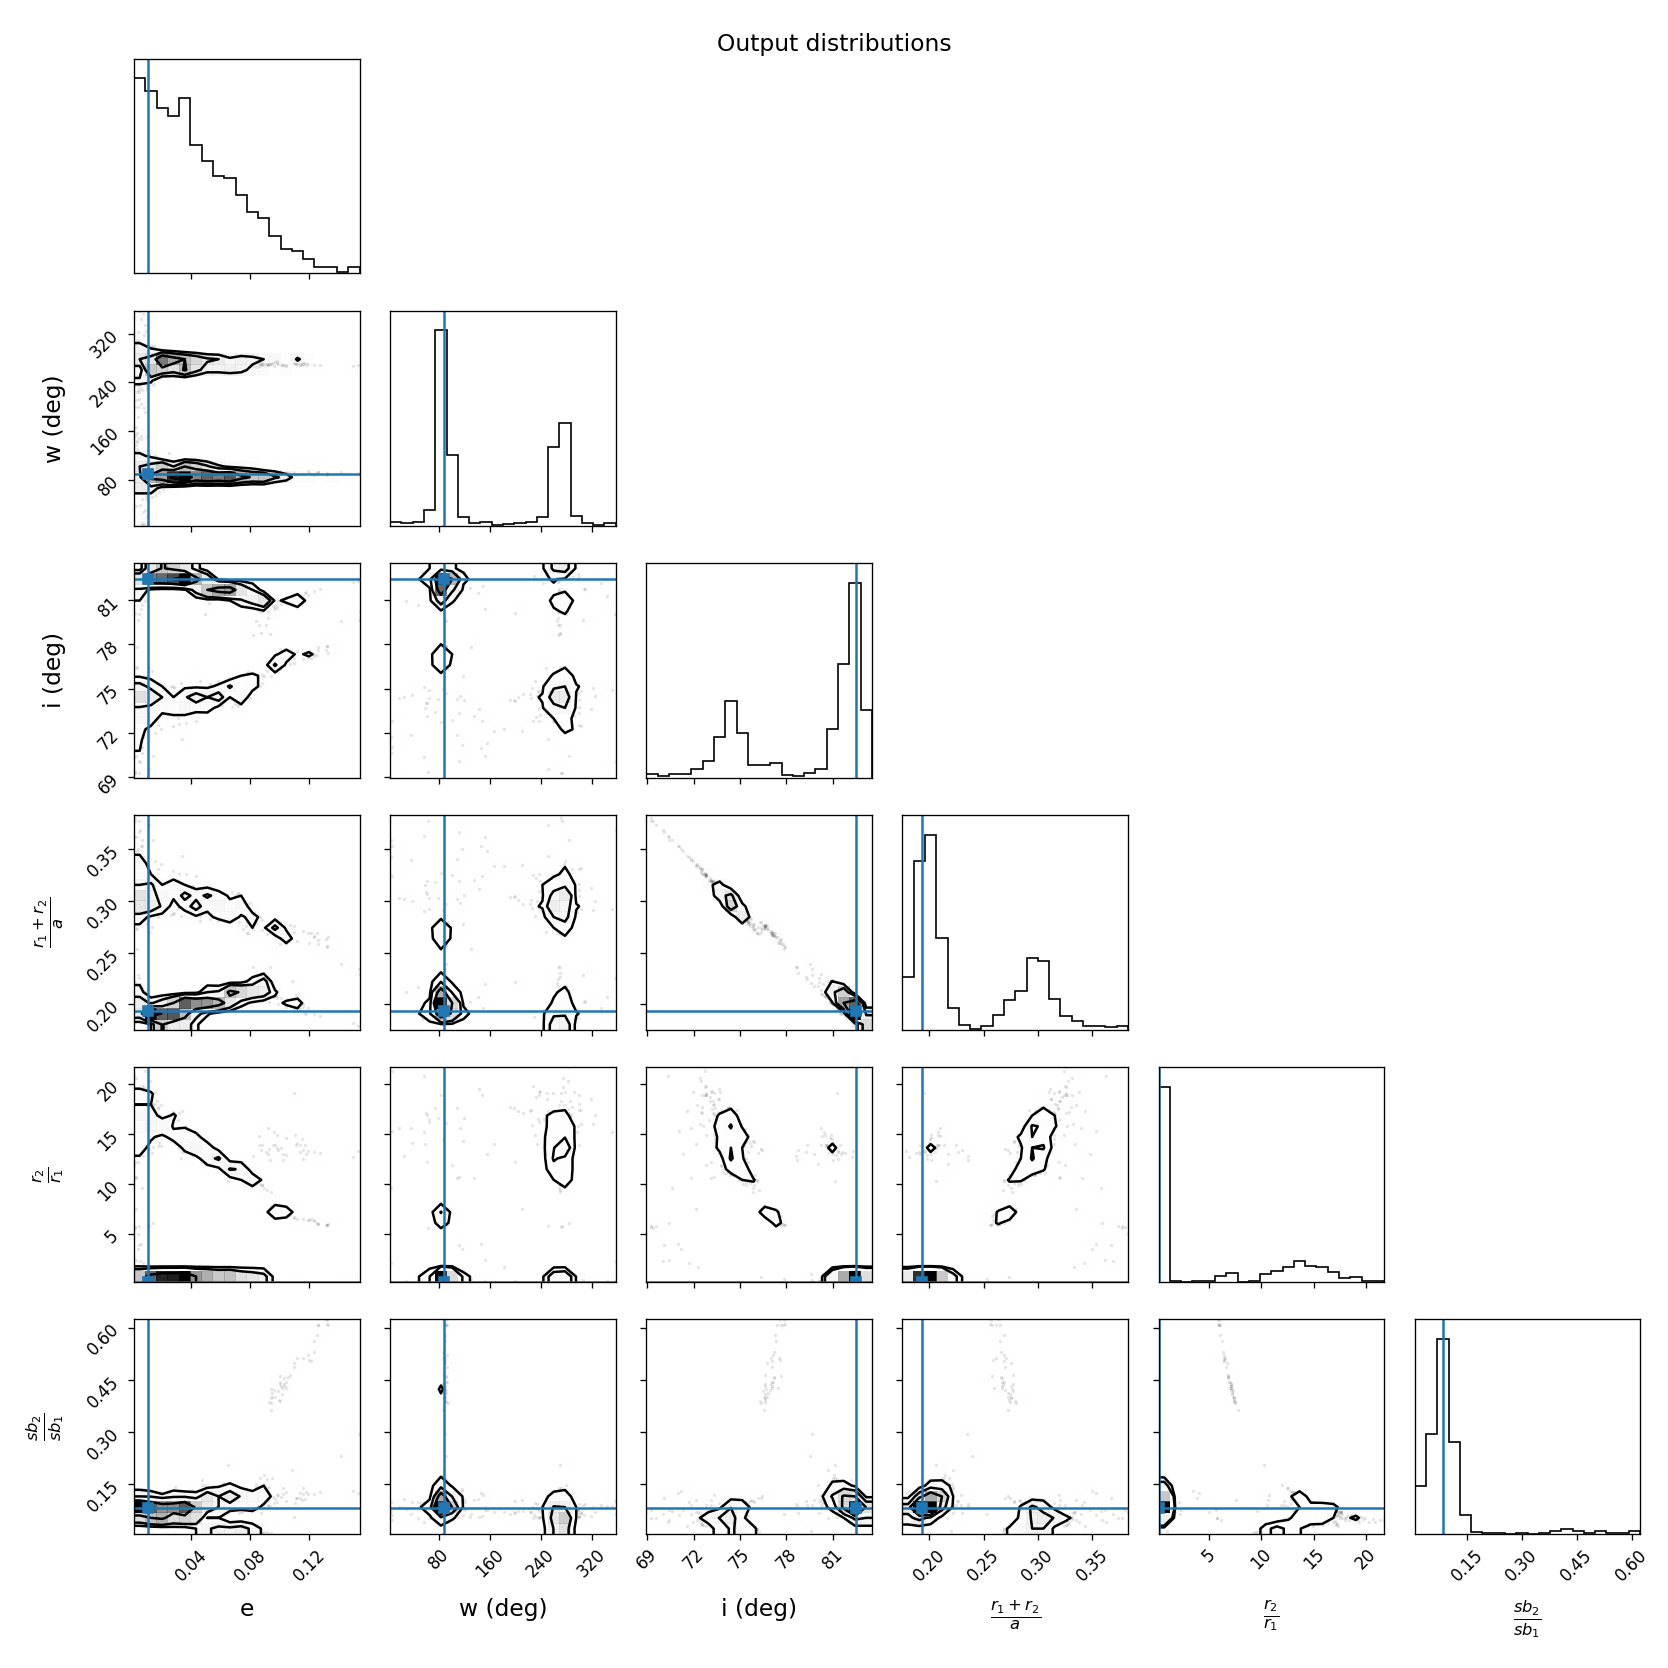 Output distributions
w (deg)
320
240
160
80
i (deg)
81
78
75
72
69
r₁ + r₂
a
0.35
0.30
0.25
0.20
r₂
r₁
20
15
10
5
sb₂
sb₁
0.60
0.45
0.30
0.15
0.04 0.08 0.12 80 160 240 320 69 72 75 78 81 0.20 0.25 0.30 0.35 5 10 15 20 0.15 0.30 0.45 0.60
e w (deg) i (deg) r₁ + r₂ r₂ sb₂
a r₁ sb₁